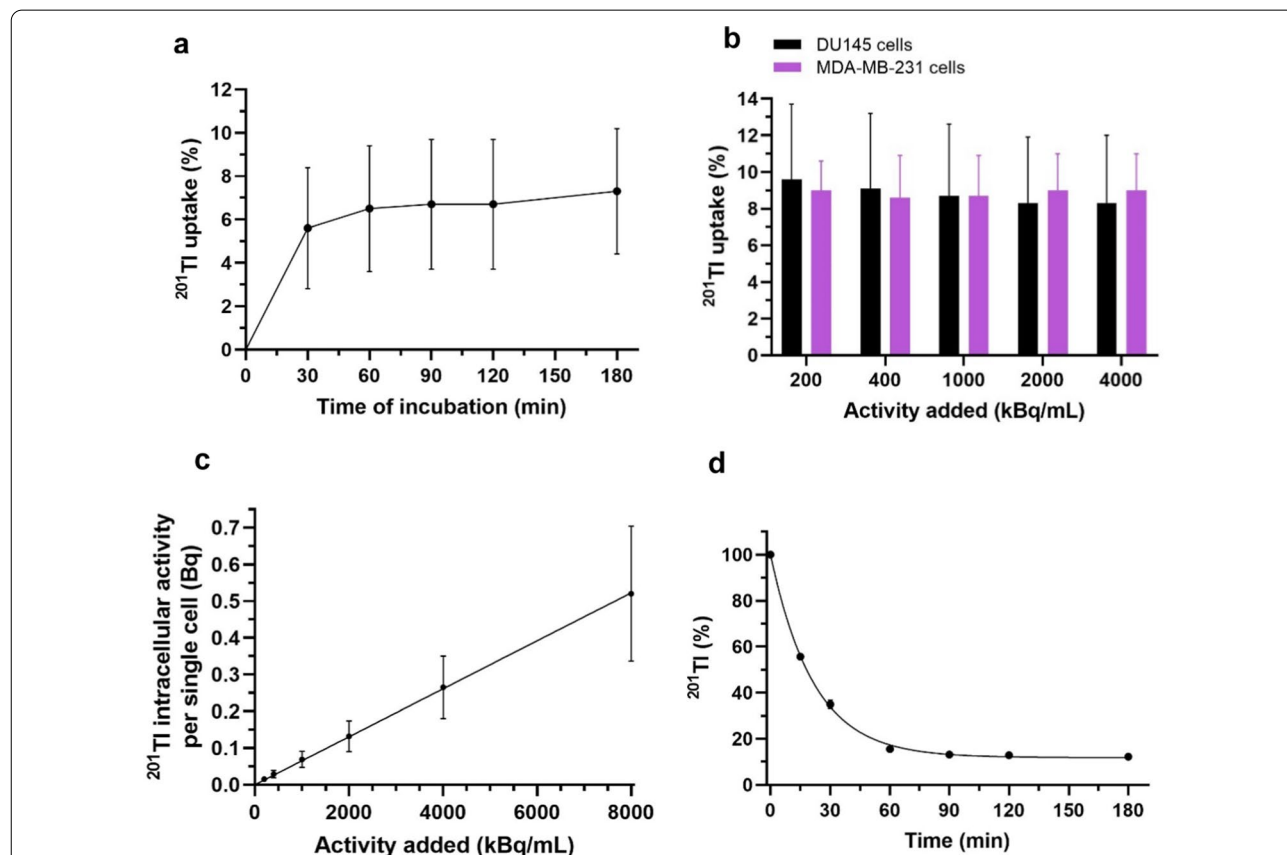 a
12
10
8
6
4
2
0
²⁰¹Tl uptake (%)
0 30 60 90 120 150 180
Time of incubation (min)
b
DU145 cells
MDA-MB-231 cells
14
12
10
8
6
4
2
0
²⁰¹Tl uptake (%)
200 400 1000 2000 4000
Activity added (kBq/mL)
c
0.7
0.6
0.5
0.4
0.3
0.2
0.1
0.0
²⁰¹Tl intracellular activity
per single cell (Bq)
0 2000 4000 6000 8000
Activity added (kBq/mL)
d
100
80
60
40
20
0
²⁰¹Tl (%)
0 30 60 90 120 150 180
Time (min)